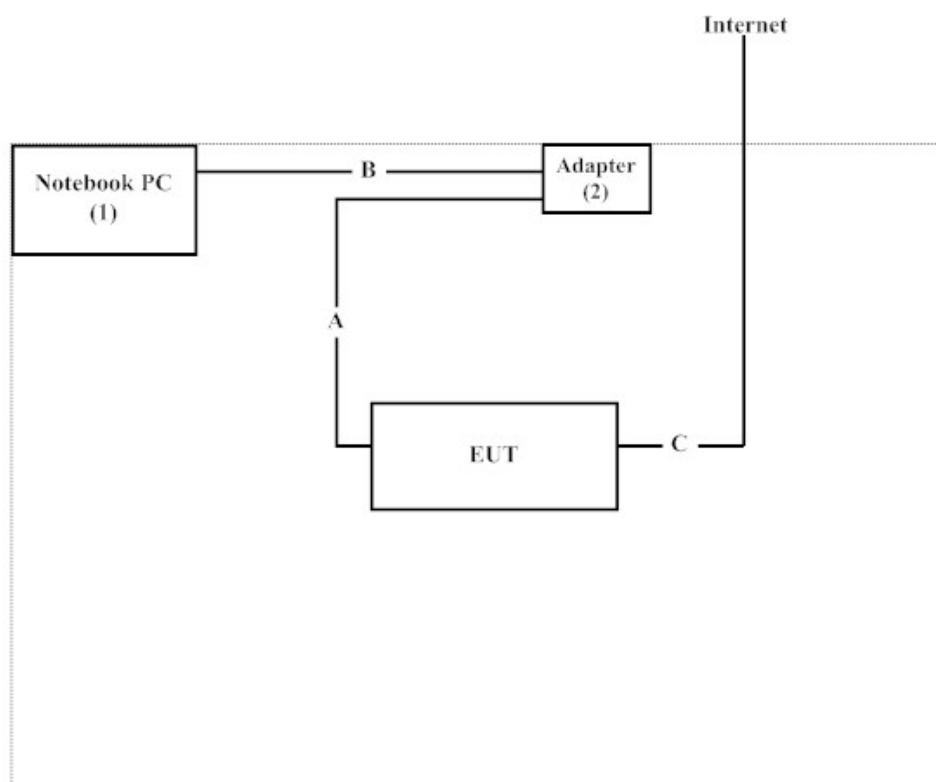 Internet
Notebook PC
(1)
B
Adapter
(2)
A
EUT
C